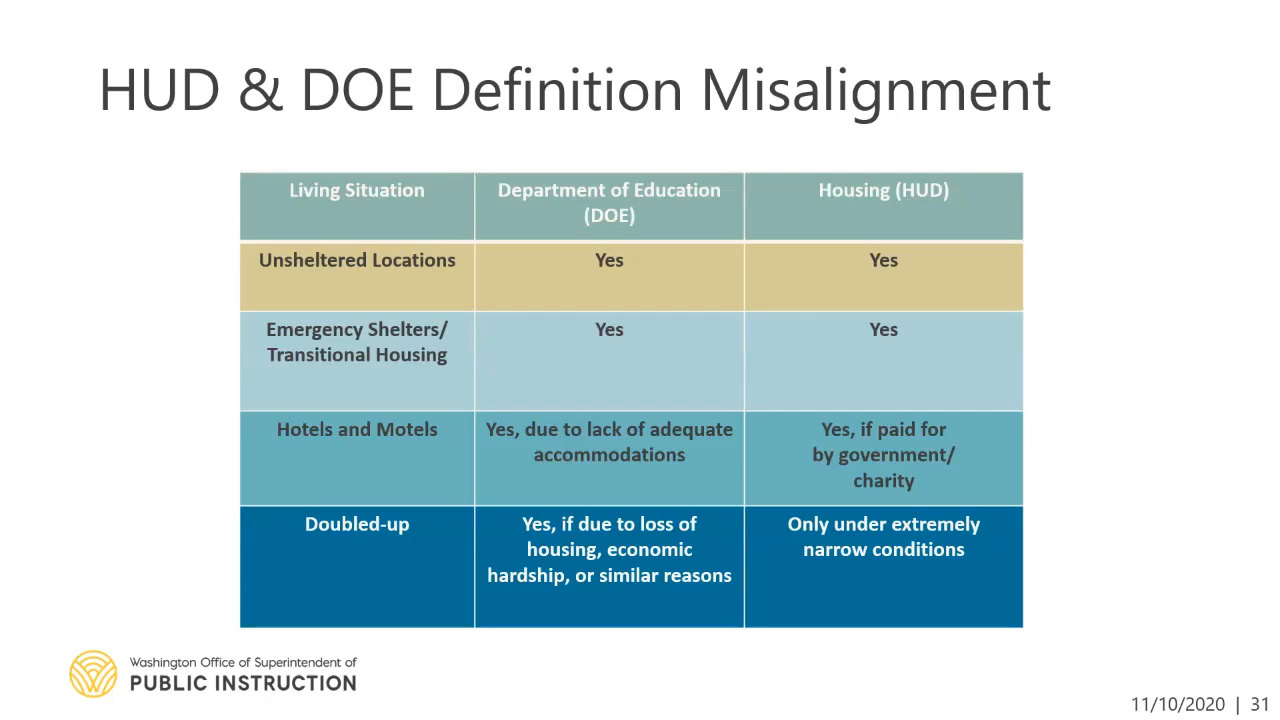 HUD & DOE Definition Misalignment
Living Situation
Department of Education
(DOE)
Housing (HUD)
Unsheltered Locations
Yes
Yes
Emergency Shelters/
Transitional Housing
Yes
Yes
Hotels and Motels
Yes, due to lack of adequate
accommodations
Yes, if paid for
by government/
charity
Doubled-up
Yes, if due to loss of
housing, economic
hardship, or similar reasons
Only under extremely
narrow conditions
Washington Office of Superintendent of
PUBLIC INSTRUCTION
11/10/2020 | 31